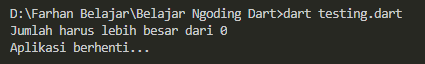 D:\Farhan Belajar\Belajar Ngoding Dart>dart testing.dart
Jumlah harus lebih besar dari 0
Aplikasi berhenti...